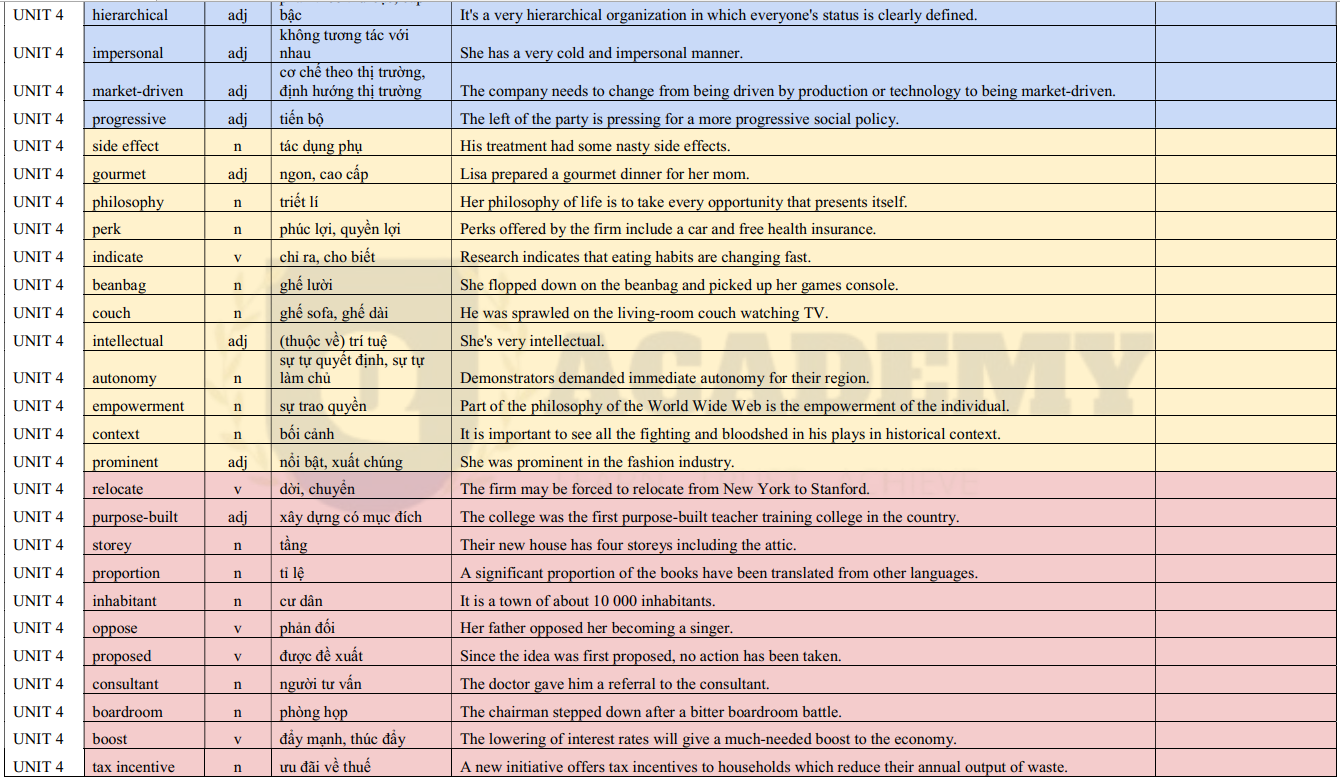 UNIT 4 hierarchical adj bậc It's a very hierarchical organization in which everyone's status is clearly defined.
không tương tác với
UNIT 4 impersonal adj nhau She has a very cold and impersonal manner.
cơ chế theo thị trường,
UNIT 4 market-driven adj định hướng thị trường The company needs to change from being driven by production or technology to being market-driven.
UNIT 4 progressive adj tiến bộ The left of the party is pressing for a more progressive social policy.
UNIT 4 side effect n tác dụng phụ His treatment had some nasty side effects.
UNIT 4 gourmet adj ngon, cao cấp Lisa prepared a gourmet dinner for her mom.
UNIT 4 philosophy n triết lí Her philosophy of life is to take every opportunity that presents itself.
UNIT 4 perk n phúc lợi, quyền lợi Perks offered by the firm include a car and free health insurance.
UNIT 4 indicate v chỉ ra, cho biết Research indicates that eating habits are changing fast.
UNIT 4 beanbag n ghế lười She flopped down on the beanbag and picked up her games console.
UNIT 4 couch n ghế sofa, ghế dài He was sprawled on the living-room couch watching TV.
UNIT 4 intellectual adj (thuộc về) trí tuệ She's very intellectual.
sự tự quyết định, sự tự
UNIT 4 autonomy n làm chủ Demonstrators demanded immediate autonomy for their region.
UNIT 4 empowerment n sự trao quyền Part of the philosophy of the World Wide Web is the empowerment of the individual.
UNIT 4 context n bối cảnh It is important to see all the fighting and bloodshed in his plays in historical context.
UNIT 4 prominent adj nổi bật, xuất chúng She was prominent in the fashion industry.
UNIT 4 relocate v dời, chuyển The firm may be forced to relocate from New York to Stanford.
UNIT 4 purpose-built adj xây dựng có mục đích The college was the first purpose-built teacher training college in the country.
UNIT 4 storey n tầng Their new house has four storeys including the attic.
UNIT 4 proportion n tỉ lệ A significant proportion of the books have been translated from other languages.
UNIT 4 inhabitant n cư dân It is a town of about 10 000 inhabitants.
UNIT 4 oppose v phản đối Her father opposed her becoming a singer.
UNIT 4 proposed v được đề xuất Since the idea was first proposed, no action has been taken.
UNIT 4 consultant n người tư vấn The doctor gave him a referral to the consultant.
UNIT 4 boardroom n phòng họp The chairman stepped down after a bitter boardroom battle.
UNIT 4 boost v đẩy mạnh, thúc đẩy The lowering of interest rates will give a much-needed boost to the economy.
UNIT 4 tax incentive n ưu đãi về thuế A new initiative offers tax incentives to households which reduce their annual output of waste.
ACADEMY